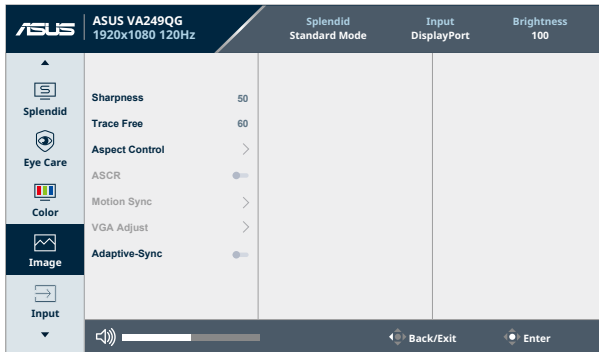 ASUS
ASUS VA249QG
1920x1080 120Hz
Splendid
Standard Mode
Input
DisplayPort
Brightness
100
Splendid
Eye Care
Color
Image
Input
Sharpness 50
Trace Free 60
Aspect Control
ASCR
Motion Sync
VGA Adjust
Adaptive-Sync
Back/Exit
Enter